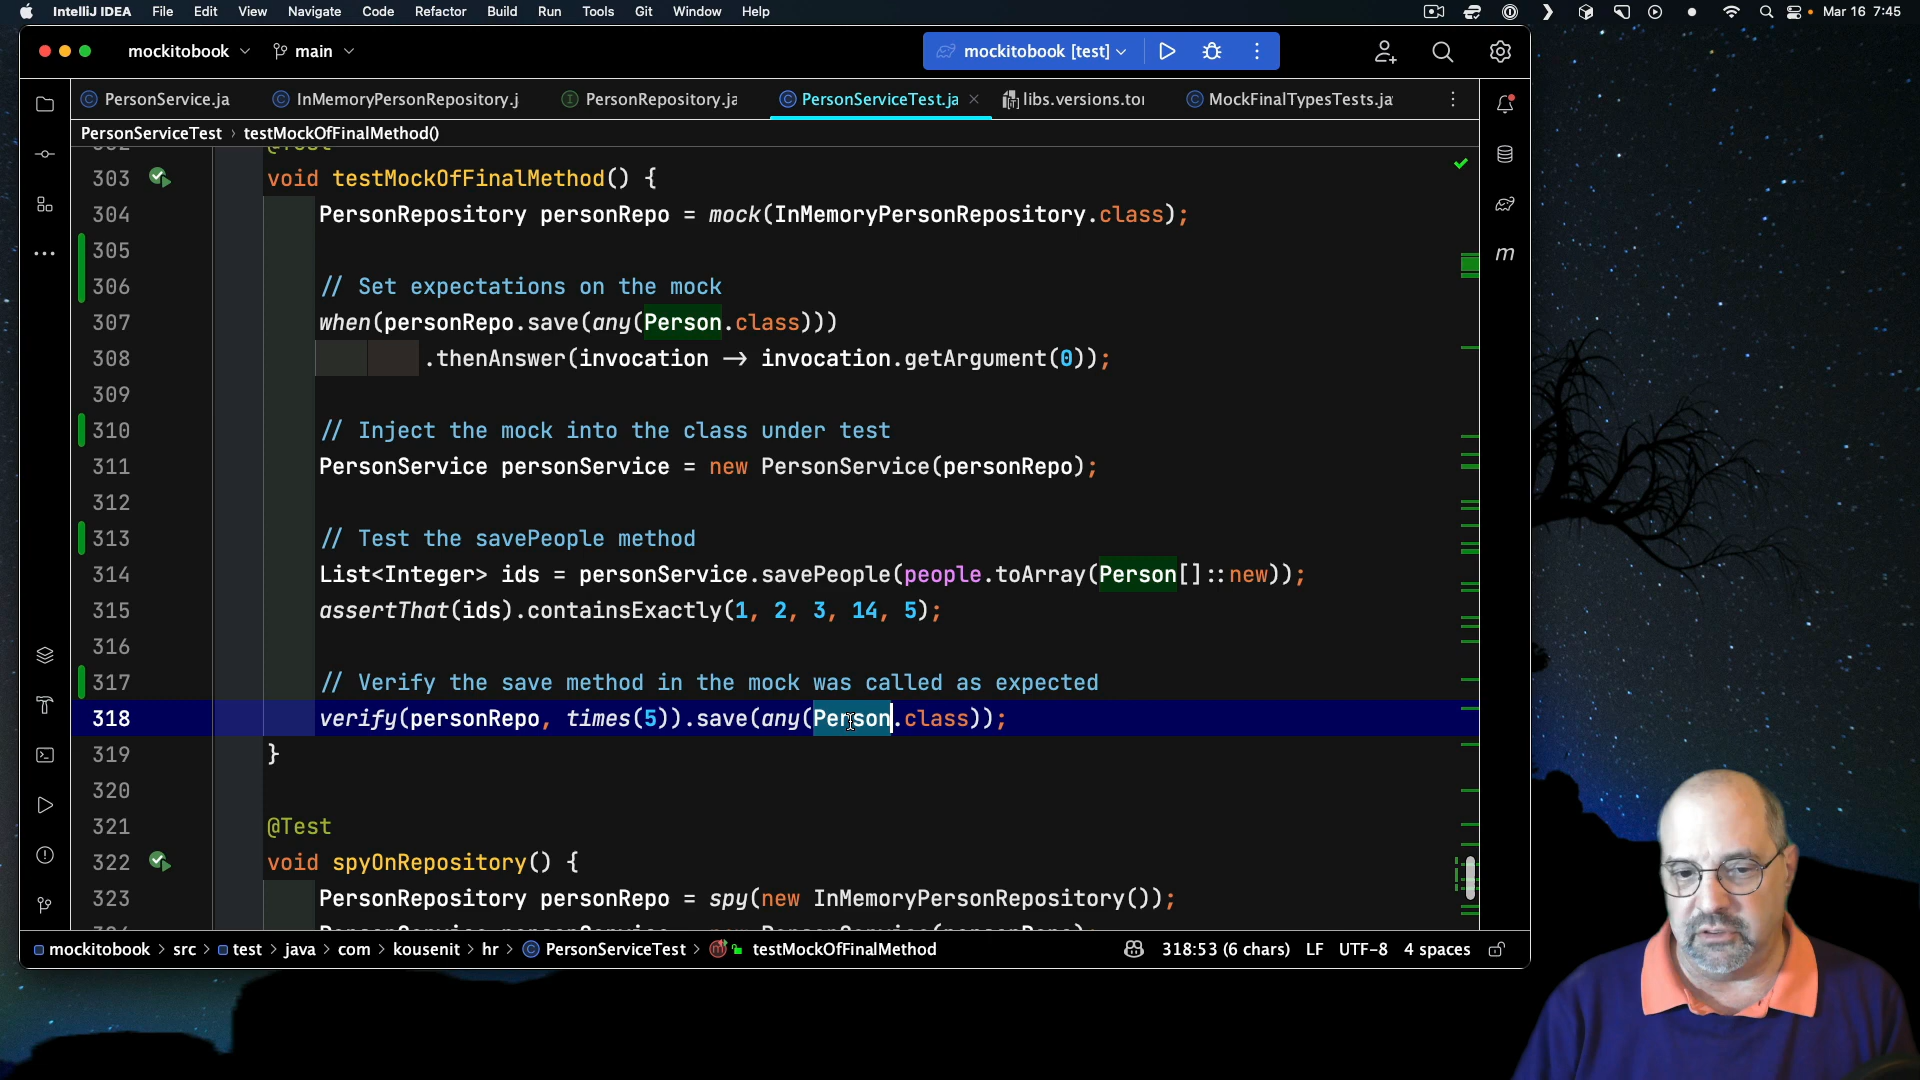 IntelliJ IDEA File Edit View Navigate Code Refactor Build Run Tools Git Window Help Mar 16 7:45
mockitobook main mockitobook [test]
PersonService.ja InMemoryPersonRepository.j PersonRepository.ja PersonServiceTest.ja libs.versions.tor MockFinalTypesTests.ja
PersonServiceTest › testMockOfFinalMethod()
303 void testMockOfFinalMethod() {
304 PersonRepository personRepo = mock(InMemoryPersonRepository.class);
305
306 // Set expectations on the mock
307 when(personRepo.save(any(Person.class)))
308 .thenAnswer(invocation → invocation.getArgument(0));
309
310 // Inject the mock into the class under test
311 PersonService personService = new PersonService(personRepo);
312
313 // Test the savePeople method
314 List<Integer> ids = personService.savePeople(people.toArray(Person[]::new));
315 assertThat(ids).containsExactly(1, 2, 3, 14, 5);
316
317 // Verify the save method in the mock was called as expected
318 verify(personRepo, times(5)).save(any(Person.class));
319 }
320
321 @Test
322 void spyOnRepository() {
323 PersonRepository personRepo = spy(new InMemoryPersonRepository());
mockitobook › src › test › java › com › kousenit › hr › PersonServiceTest › testMockOfFinalMethod 318:53 (6 chars) LF UTF-8 4 spaces